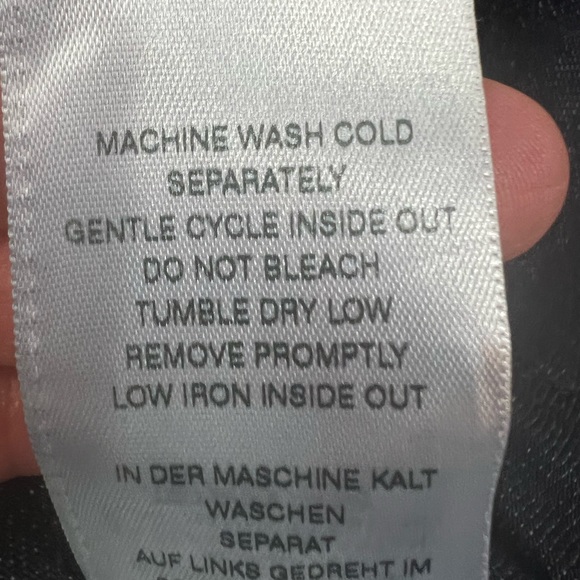 MACHINE WASH COLD
SEPARATELY
GENTLE CYCLE INSIDE OUT
DO NOT BLEACH
TUMBLE DRY LOW
REMOVE PROMPTLY
LOW IRON INSIDE OUT
IN DER MASCHINE KALT
WASCHEN
SEPARAT
AUF LINKS GEDREHT IM